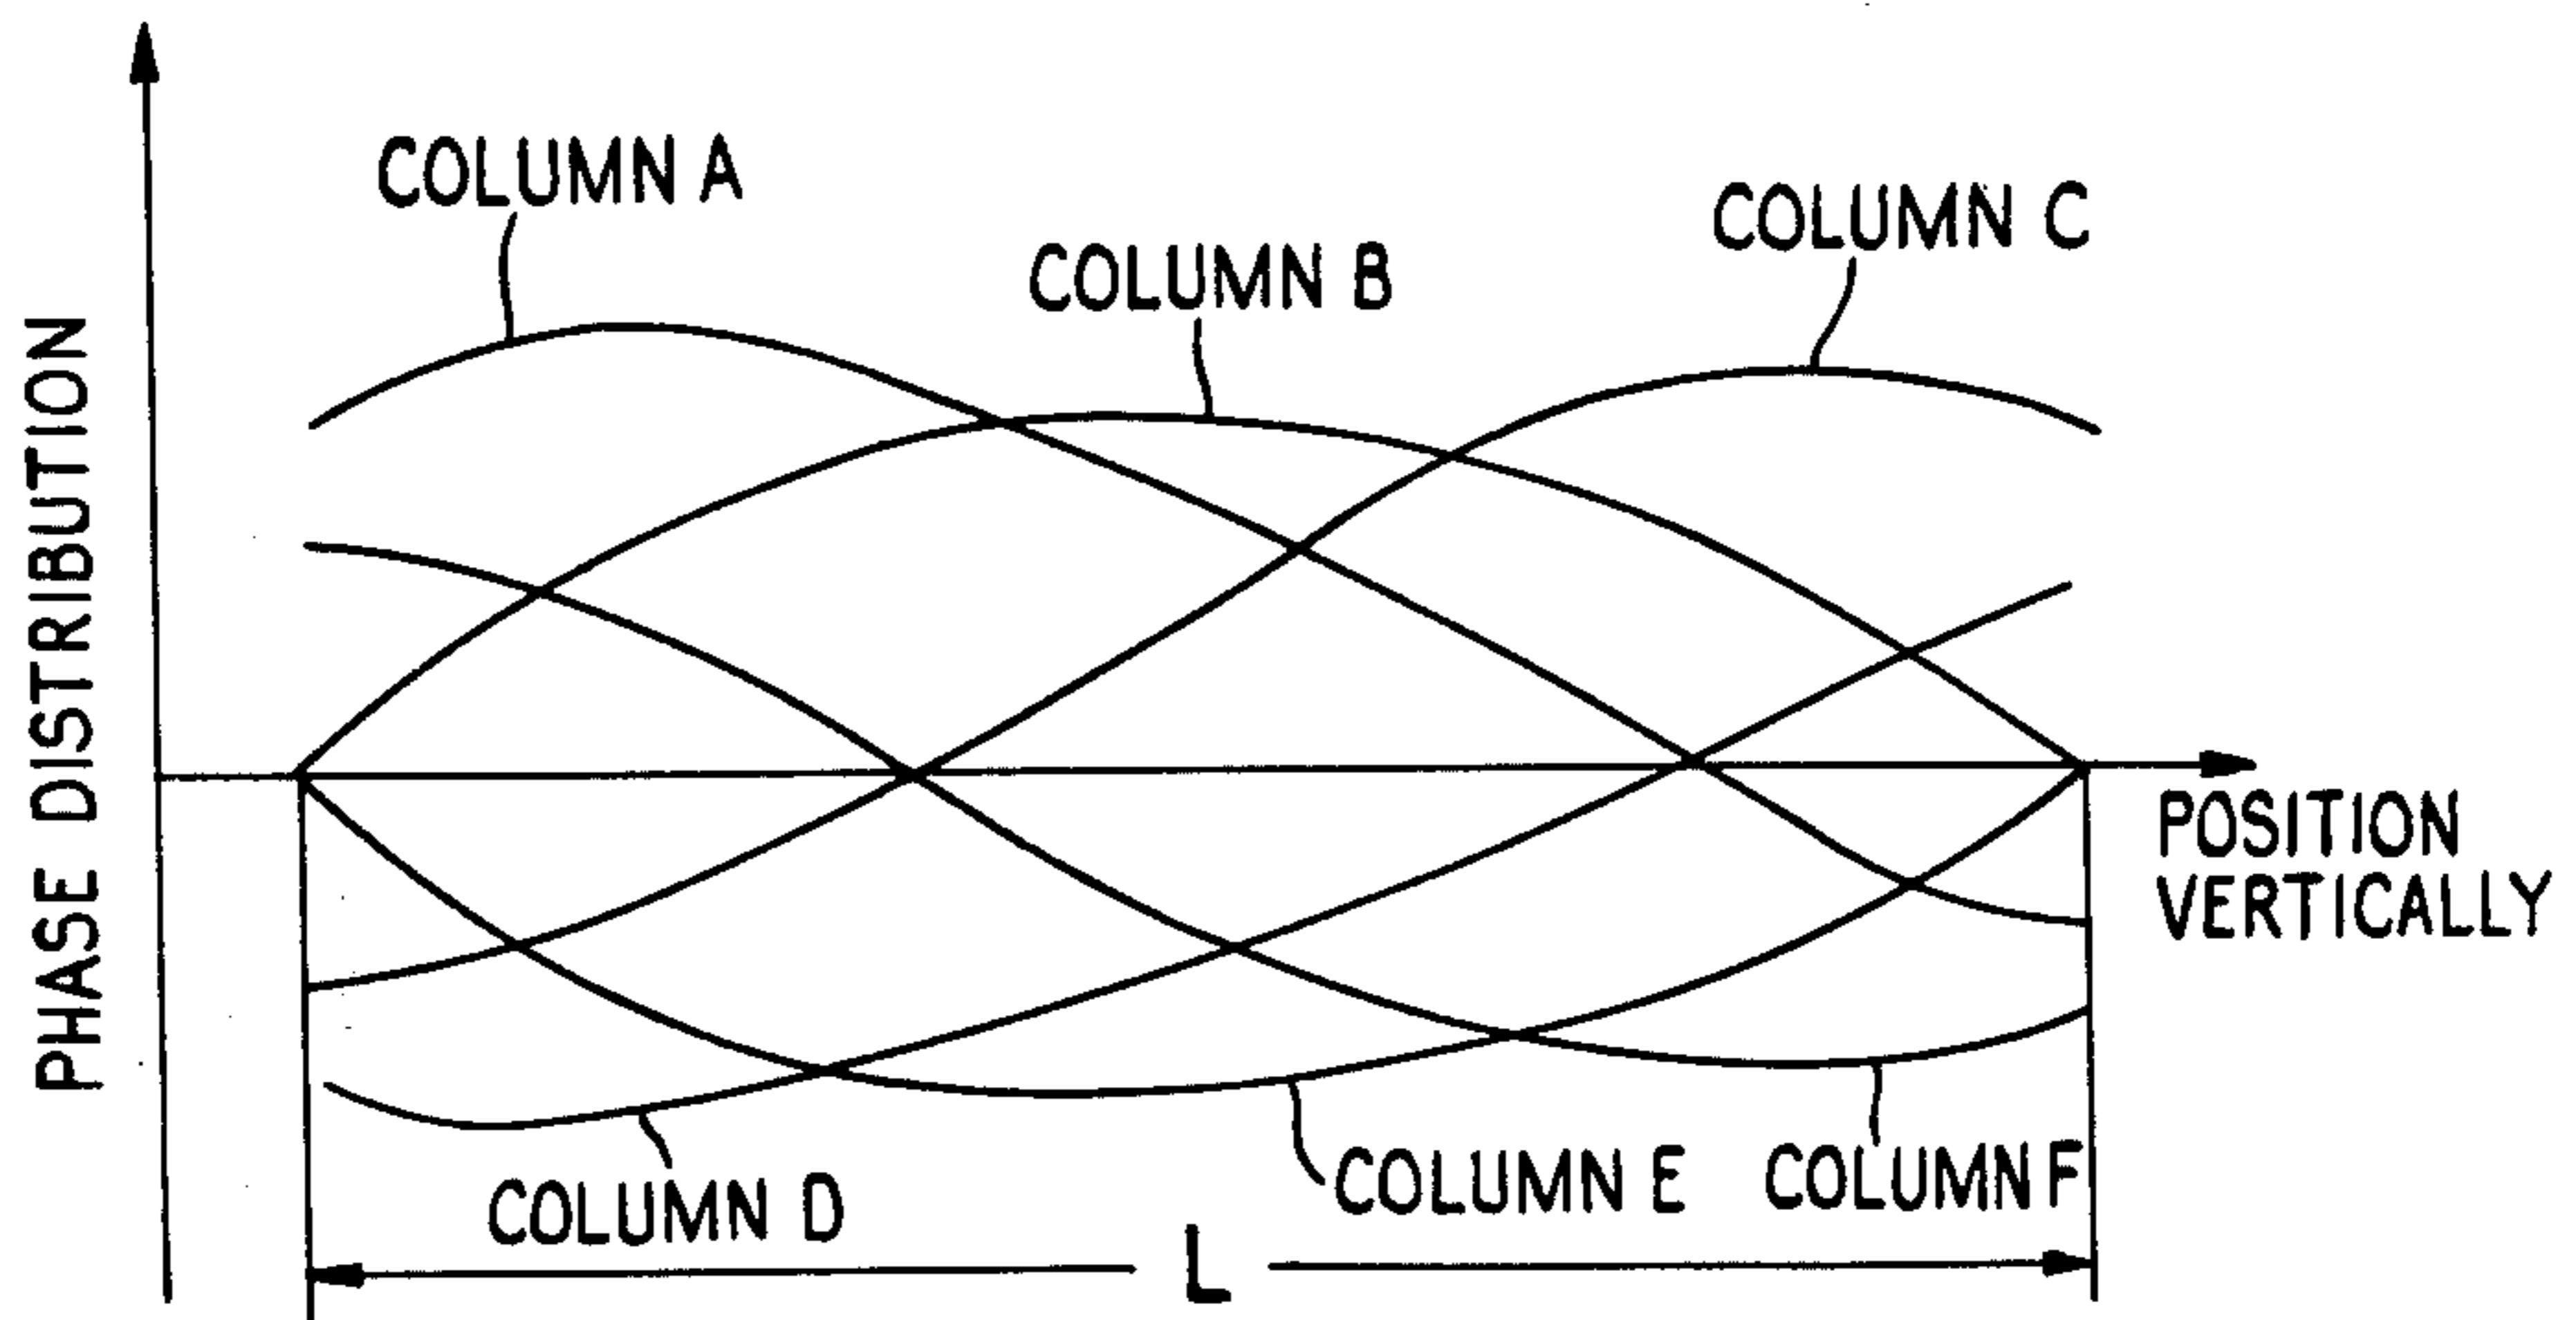 COLUMN A
COLUMN B
COLUMN C
PHASE DISTRIBUTION
POSITION
VERTICALLY
COLUMN D
COLUMN E
COLUMN F
L